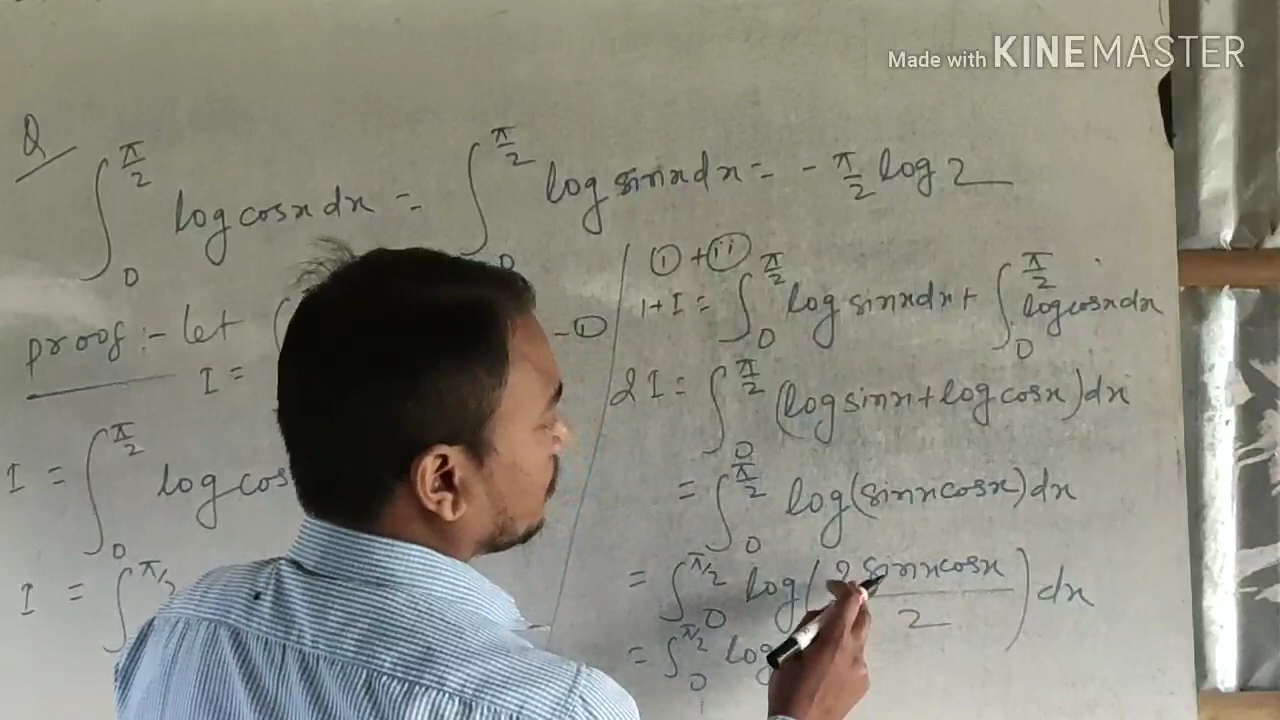 Made with KINEMASTER
Q
∫₀^{π/2} log cosx dx = ∫₀^{π/2} log sinx dx = - π/2 log 2
proof :- let
I =
- ①
I = ∫₀^{π/2} log cos
I = ∫^{π/2}
① + ⑪
1+I = ∫₀^{π/2} log sinx dx + ∫₀^{π/2} log cosx dx
2I = ∫₀^{π/2} (log sinx + log cosx) dx
= ∫₀^{π/2} log(sinx cosx) dx
= ∫₀^{π/2} log(2 sinx cosx / 2) dx
= ∫₀^{π/2} log